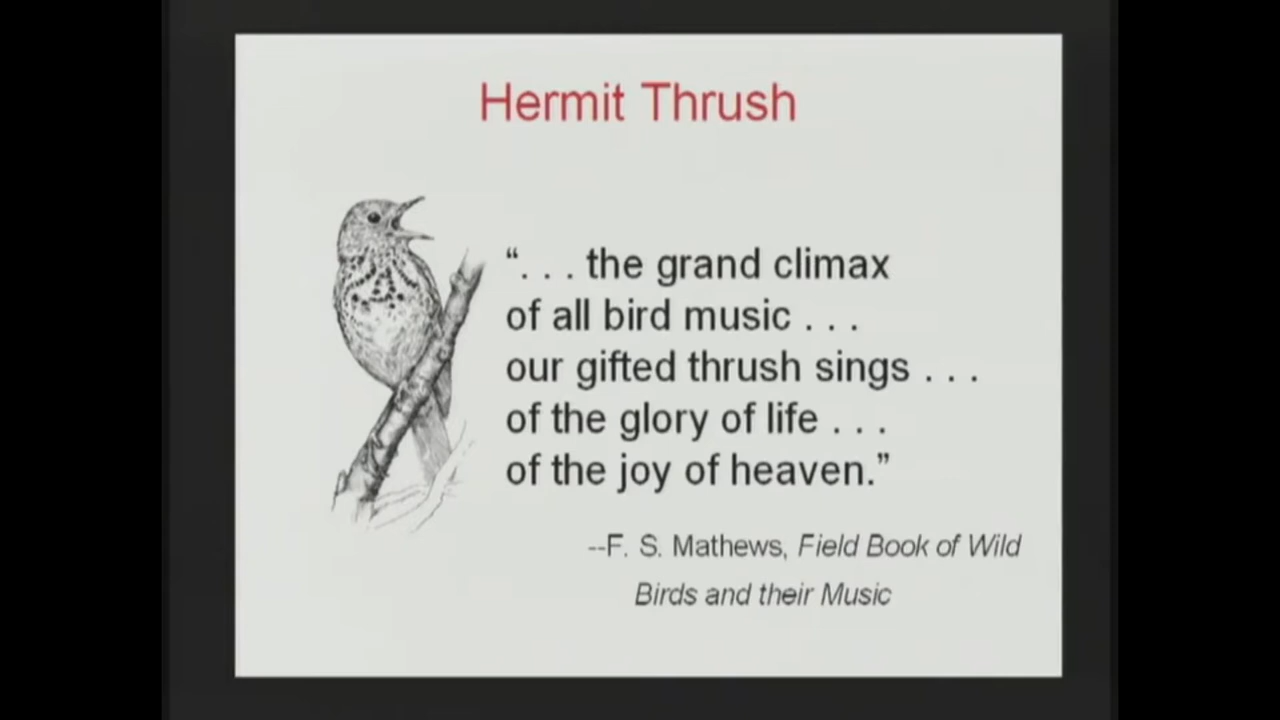 Hermit Thrush
“. . . the grand climax
of all bird music . . .
our gifted thrush sings . . .
of the glory of life . . .
of the joy of heaven.”
--F. S. Mathews, Field Book of Wild
Birds and their Music